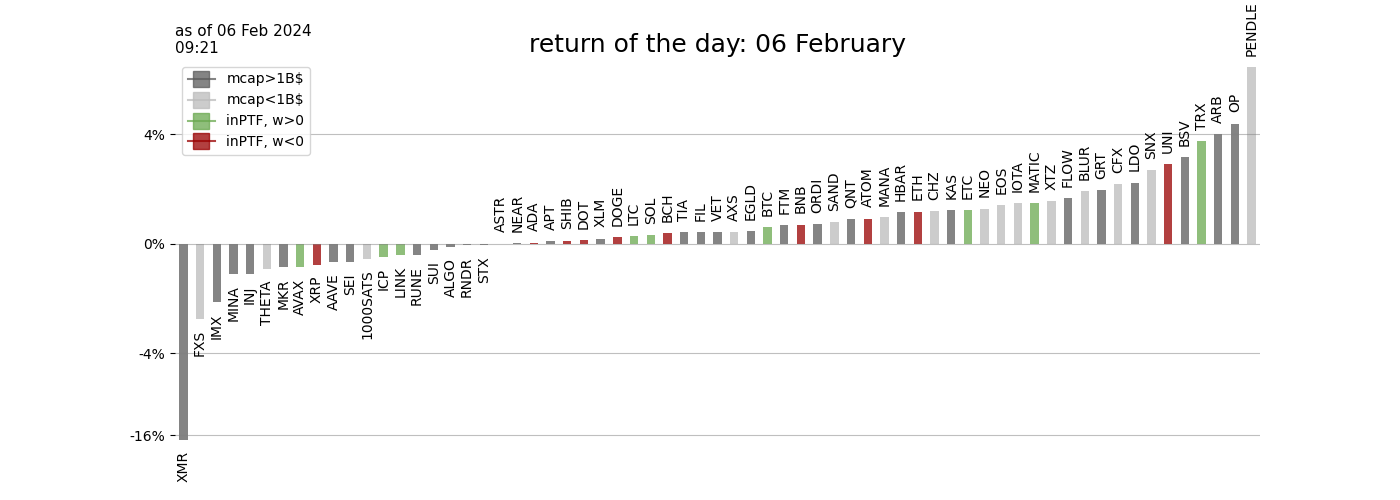 as of 06 Feb 2024
09:21
return of the day: 06 February
mcap>1B$
mcap<1B$
inPTF, w>0
inPTF, w<0
4%
0%
-4%
-16%
XMR
FXS
IMX
MINA
INJ
THETA
MKR
AVAX
XRP
AAVE
SEI
1000SATS
ICP
LINK
RUNE
SUI
ALGO
RNDR
STX
ASTR
NEAR
ADA
APT
SHIB
DOT
XLM
DOGE
LTC
SOL
BCH
TIA
FIL
VET
AXS
EGLD
BTC
FTM
BNB
ORDI
SAND
QNT
ATOM
MANA
HBAR
ETH
CHZ
KAS
ETC
NEO
EOS
IOTA
MATIC
XTZ
FLOW
BLUR
GRT
CFX
LDO
SNX
UNI
BSV
TRX
ARB
OP
PENDLE